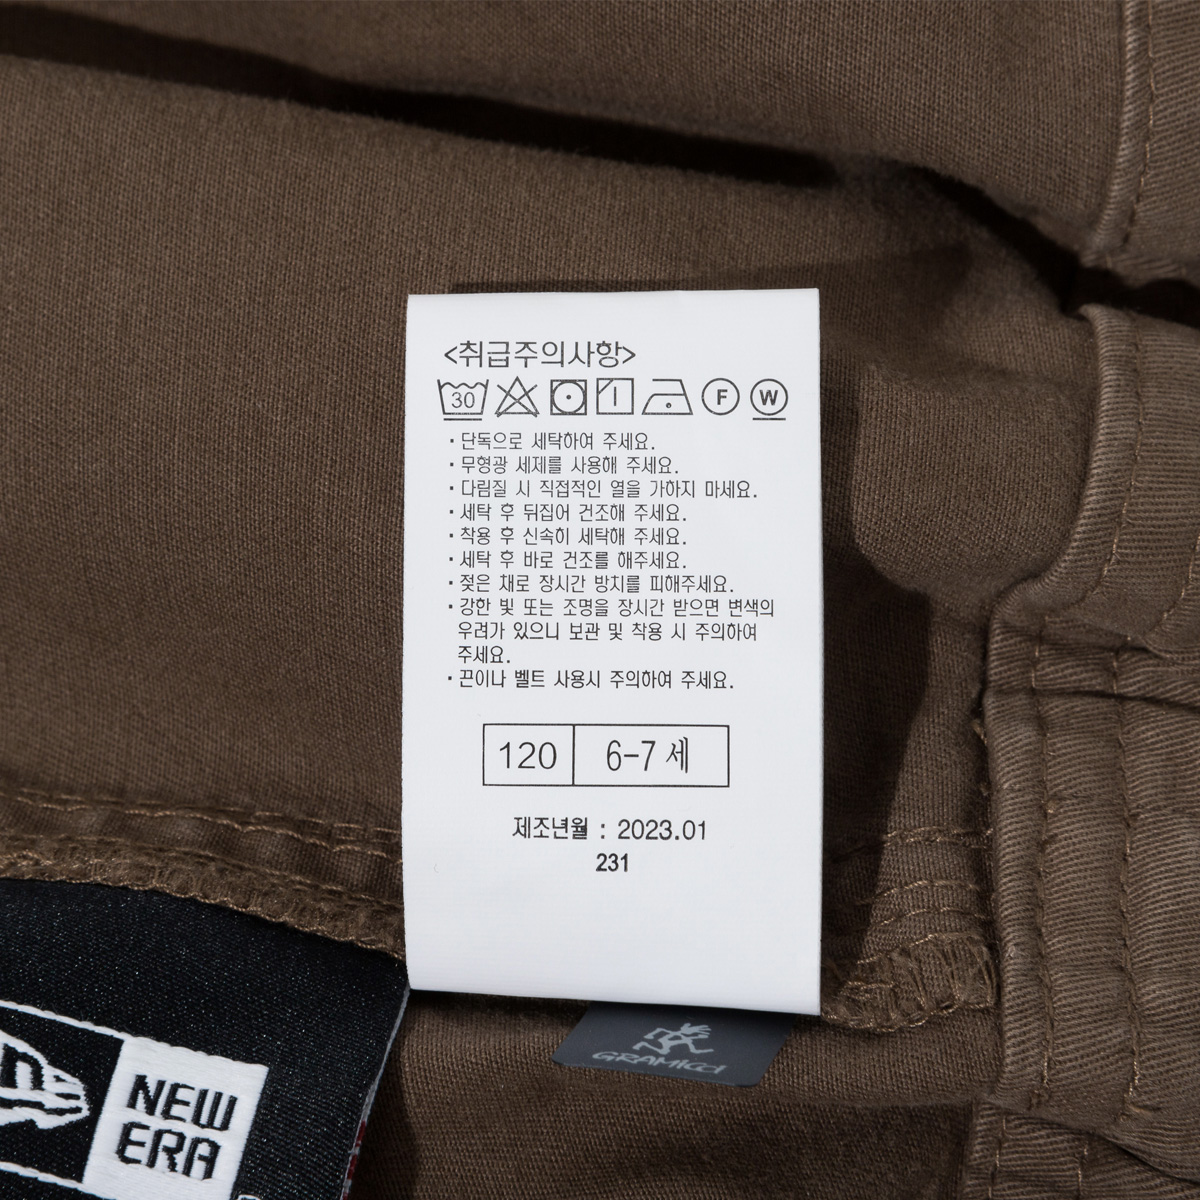 <취급주의사항>
30 F W
· 단독으로 세탁하여 주세요.
· 무형광 세제를 사용해 주세요.
· 다림질 시 직접적인 열을 가하지 마세요.
· 세탁 후 뒤집어 건조해 주세요.
· 착용 후 신속히 세탁해 주세요.
· 세탁 후 바로 건조를 해주세요.
· 젖은 채로 장시간 방치를 피해주세요.
· 강한 빛 또는 조명을 장시간 받으면 변색의
우려가 있으니 보관 및 착용 시 주의하여
주세요.
· 끈이나 벨트 사용시 주의하여 주세요.
120 6-7 세
제조년월 : 2023.01
231
GRAMICCI
NEW
ERA